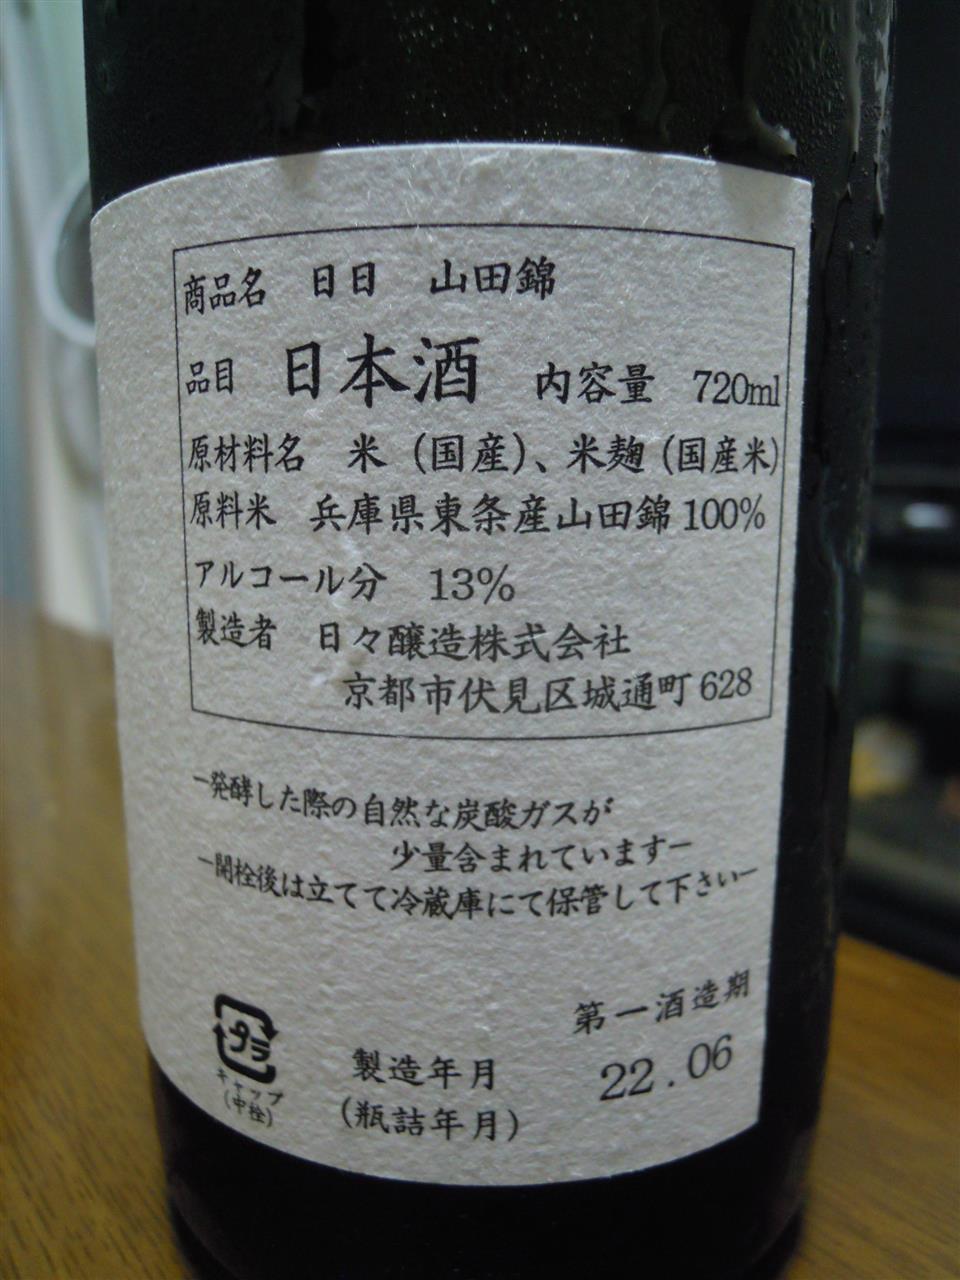 商品名 日日 山田錦
品目 日本酒 内容量 720ml
原材料名 米(国産)、米麹(国産米)
原料米 兵庫県東条産山田錦100%
アルコール分 13%
製造者 日々醸造株式会社
京都市伏見区城通町628
ー発酵した際の自然な炭酸ガスが
少量含まれていますー
ー開栓後は立てて冷蔵庫にて保管して下さいー
第一酒造期
プラ
キャップ
(中栓)
製造年月 22.06
(瓶詰年月)